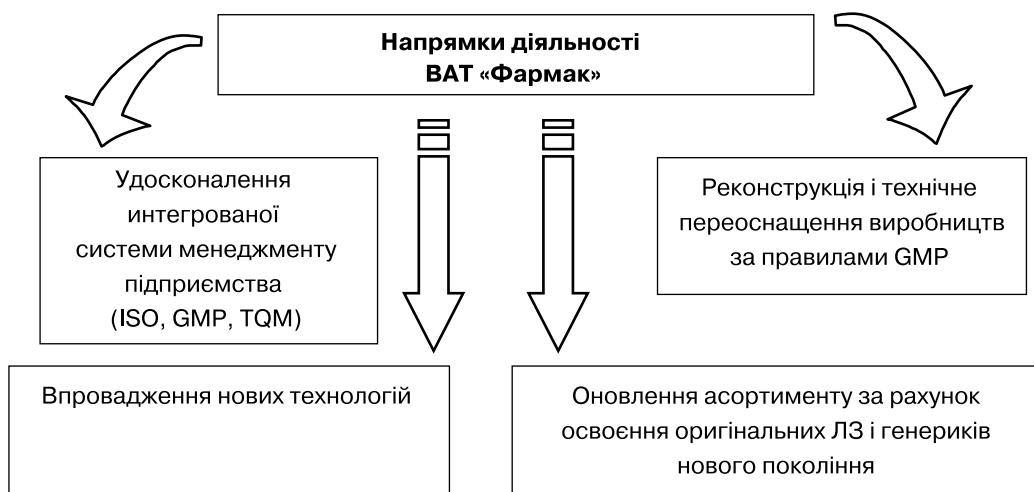 Напрямки діяльності
ВАТ «Фармак»
Удосконалення
интегрованої
системи менеджменту
підприємства
(ISO, GMP, TQM)
Реконструкція і технічне
переоснащення виробництв
за правилами GMP
Впровадження нових технологій
Оновлення асортименту за рахунок
освоєння оригінальних ЛЗ і генериків
нового покоління